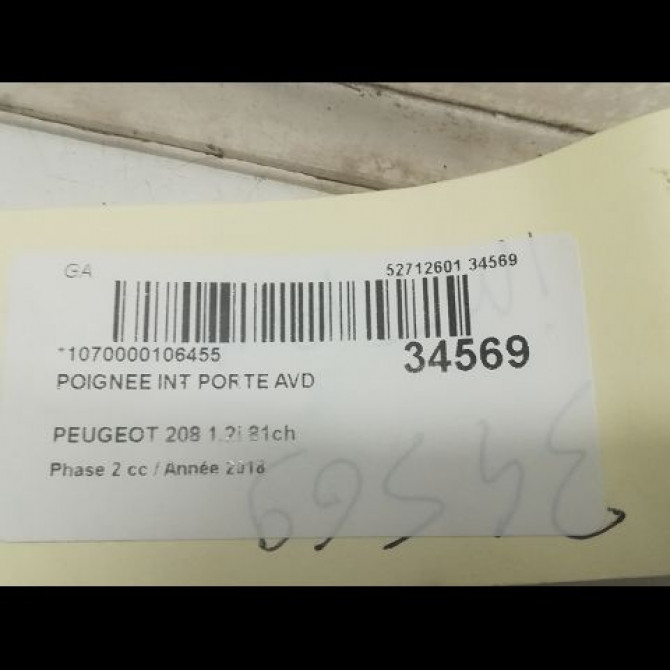 GA
52712601 34569
*1070000106455
34569
POIGNEE INT PORTE AVD
PEUGEOT 208 1.2i 81ch
Phase 2 cc / Année 2018
34569